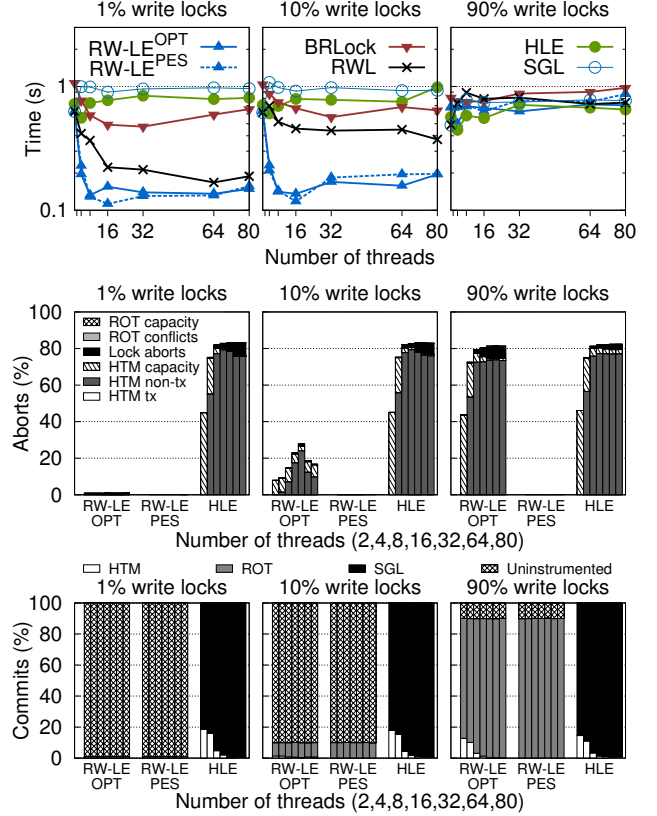 1% write locks 10% write locks 90% write locks
RW-LE^OPT
RW-LE^PES
BRLock
RWL
HLE
SGL
Time (s)
1
0.1
16 32 64 80 16 32 64 80 16 32 64 80
Number of threads
1% write locks 10% write locks 90% write locks
ROT capacity
ROT conflicts
Lock aborts
HTM capacity
HTM non-tx
HTM tx
Aborts (%)
100
80
60
40
20
0
RW-LE RW-LE HLE RW-LE RW-LE HLE RW-LE RW-LE HLE
OPT PES OPT PES OPT PES
Number of threads (2,4,8,16,32,64,80)
HTM ROT SGL Uninstrumented
1% write locks 10% write locks 90% write locks
Commits (%)
100
80
60
40
20
0
RW-LE RW-LE HLE RW-LE RW-LE HLE RW-LE RW-LE HLE
OPT PES OPT PES OPT PES
Number of threads (2,4,8,16,32,64,80)